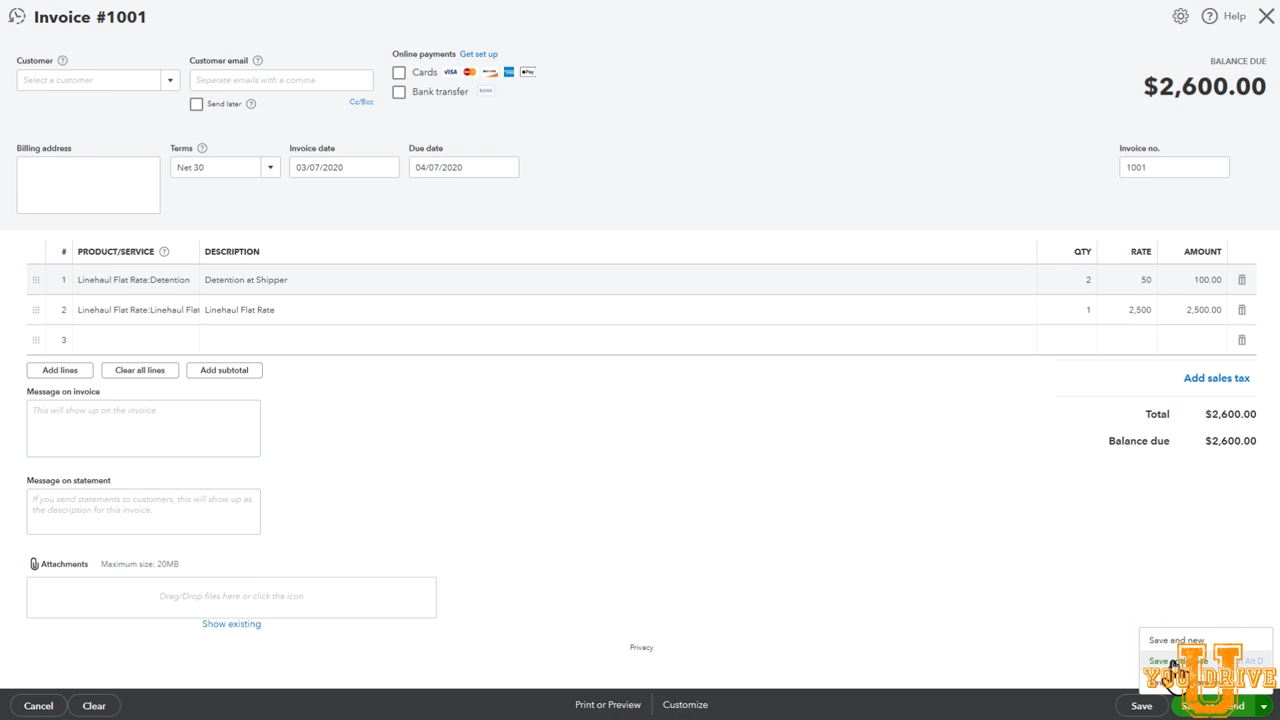 Invoice #1001
Help
Customer
Select a customer
Customer email
Separate emails with a comma
Send later
Cc/Bcc
Online payments Get set up
Cards VISA
Bank transfer BANK
BALANCE DUE
$2,600.00
Billing address
Terms
Net 30
Invoice date
03/07/2020
Due date
04/07/2020
Invoice no.
1001
# PRODUCT/SERVICE DESCRIPTION QTY RATE AMOUNT
1 Linehaul Flat Rate:Detention Detention at Shipper 2 50 100.00
2 Linehaul Flat Rate:Linehaul Flat Linehaul Flat Rate 1 2,500 2,500.00
3
Add lines Clear all lines Add subtotal
Add sales tax
Total $2,600.00
Balance due $2,600.00
Message on invoice
This will show up on the invoice.
Message on statement
If you send statements to customers, this will show up as
the description for this invoice.
Attachments Maximum size: 20MB
Drag/Drop files here or click the icon
Show existing
Privacy
Save and new
Save Alt D
U
YOU DRIVE
Cancel Clear Print or Preview Customize Save